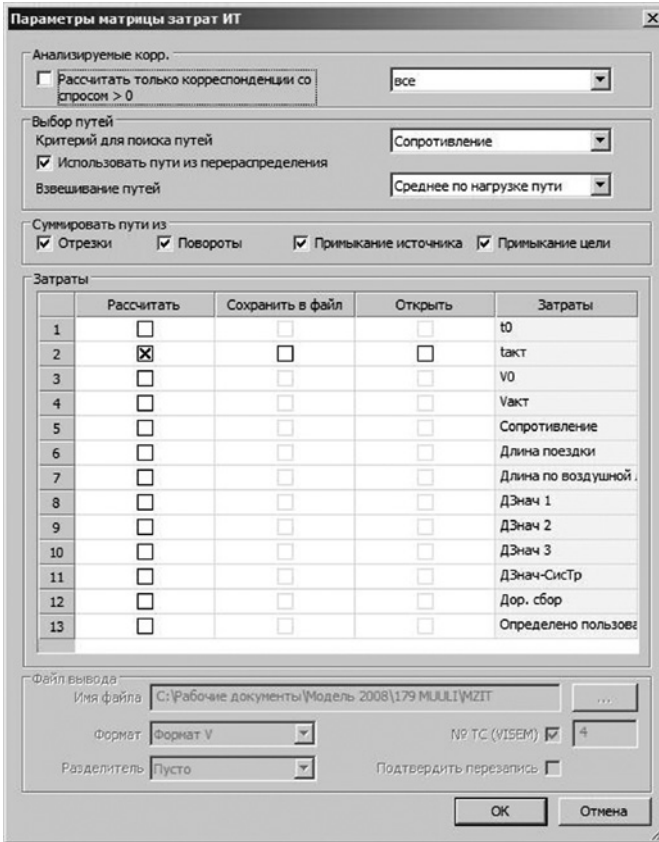 Параметры матрицы затрат ИТ
Анализируемые корр.
Рассчитать только корреспонденции со
спросом > 0
все
Выбор путей
Критерий для поиска путей
Сопротивление
Использовать пути из перераспределения
Взвешивание путей
Среднее по нагрузке пути
Суммировать пути из
Отрезки Повороты Примыкание источника Примыкание цели
Затраты
Рассчитать Сохранить в файл Открыть Затраты
1 t0
2 tакт
3 V0
4 Vакт
5 Сопротивление
6 Длина поездки
7 Длина по воздушной
8 ДЗнач 1
9 ДЗнач 2
10 ДЗнач 3
11 ДЗнач-СисТр
12 Дор. сбор
13 Определено пользова
Файл вывода
Имя файла C:\Рабочие документы\Модель 2008\179 MUULI\MZIT ...
Формат Формат V № ТС (VISEM) 4
Разделитель Пусто Подтвердить перезапись
OK Отмена